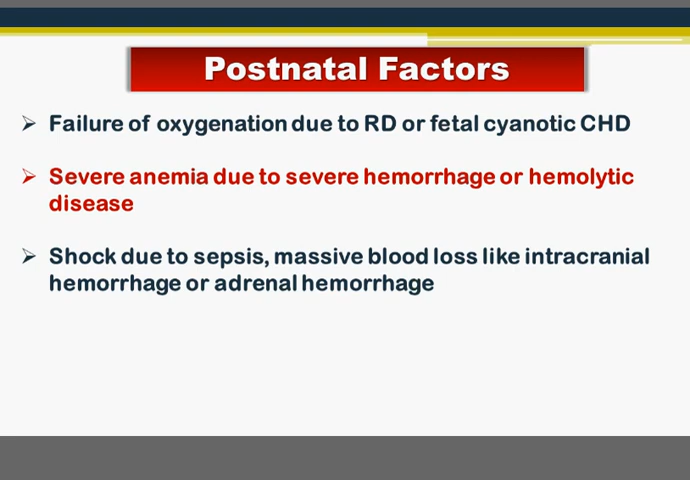 Postnatal Factors
Failure of oxygenation due to RD or fetal cyanotic CHD
Severe anemia due to severe hemorrhage or hemolytic
disease
Shock due to sepsis, massive blood loss like intracranial
hemorrhage or adrenal hemorrhage